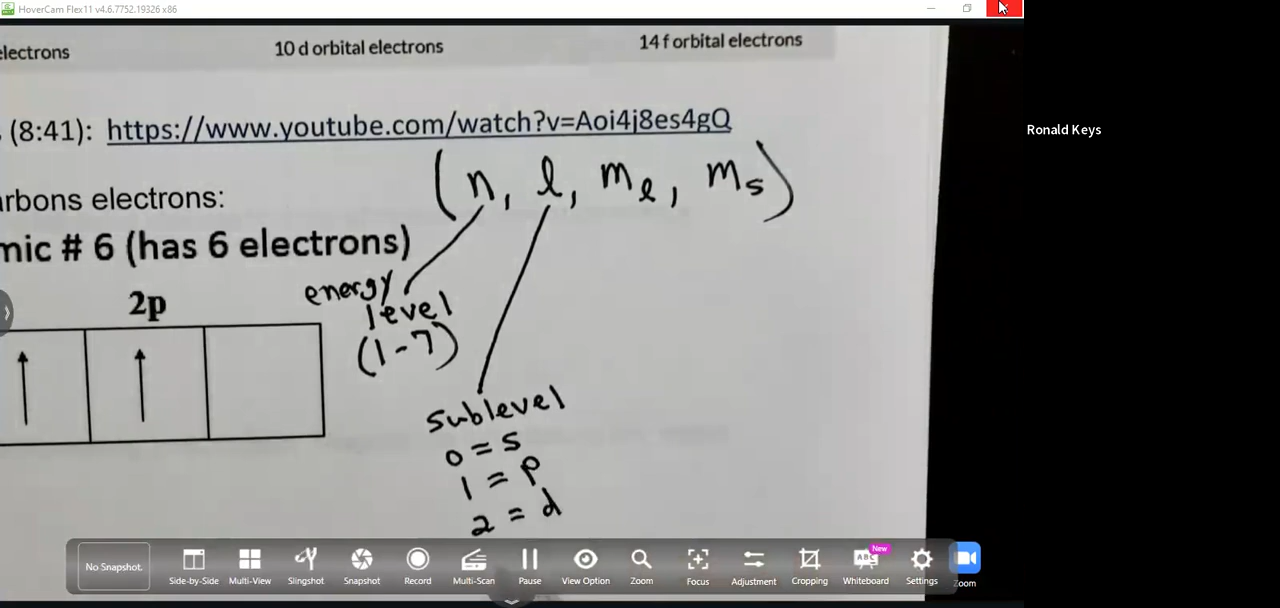 HoverCam Flex11 v4.6.7752.19326 x86
electrons 10 d orbital electrons 14 f orbital electrons
(8:41): https://www.youtube.com/watch?v=Aoi4j8es4gQ
(n, l, mℓ, ms)
arbons electrons:
mic # 6 (has 6 electrons)
2p
energy
level
(1-7)
sublevel
0 = s
1 = p
2 = d
Ronald Keys
No Snapshot.
Side-by-Side Multi-View Slingshot Snapshot Record Multi-Scan Pause View Option Zoom Focus Adjustment Cropping Whiteboard Settings Zoom
New
ABC